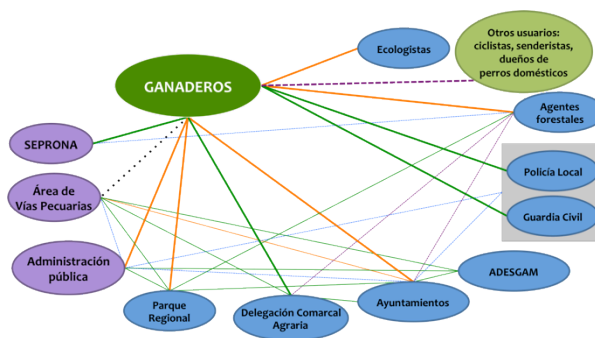 Ecologistas
Otros usuarios:
ciclistas, senderistas,
dueños de
perros domésticos
GANADEROS
Agentes
forestales
SEPRONA
Policía Local
Área de
Vías Pecuarias
Guardia Civil
Administración
pública
ADESGAM
Parque
Regional
Delegación Comarcal
Agraria
Ayuntamientos